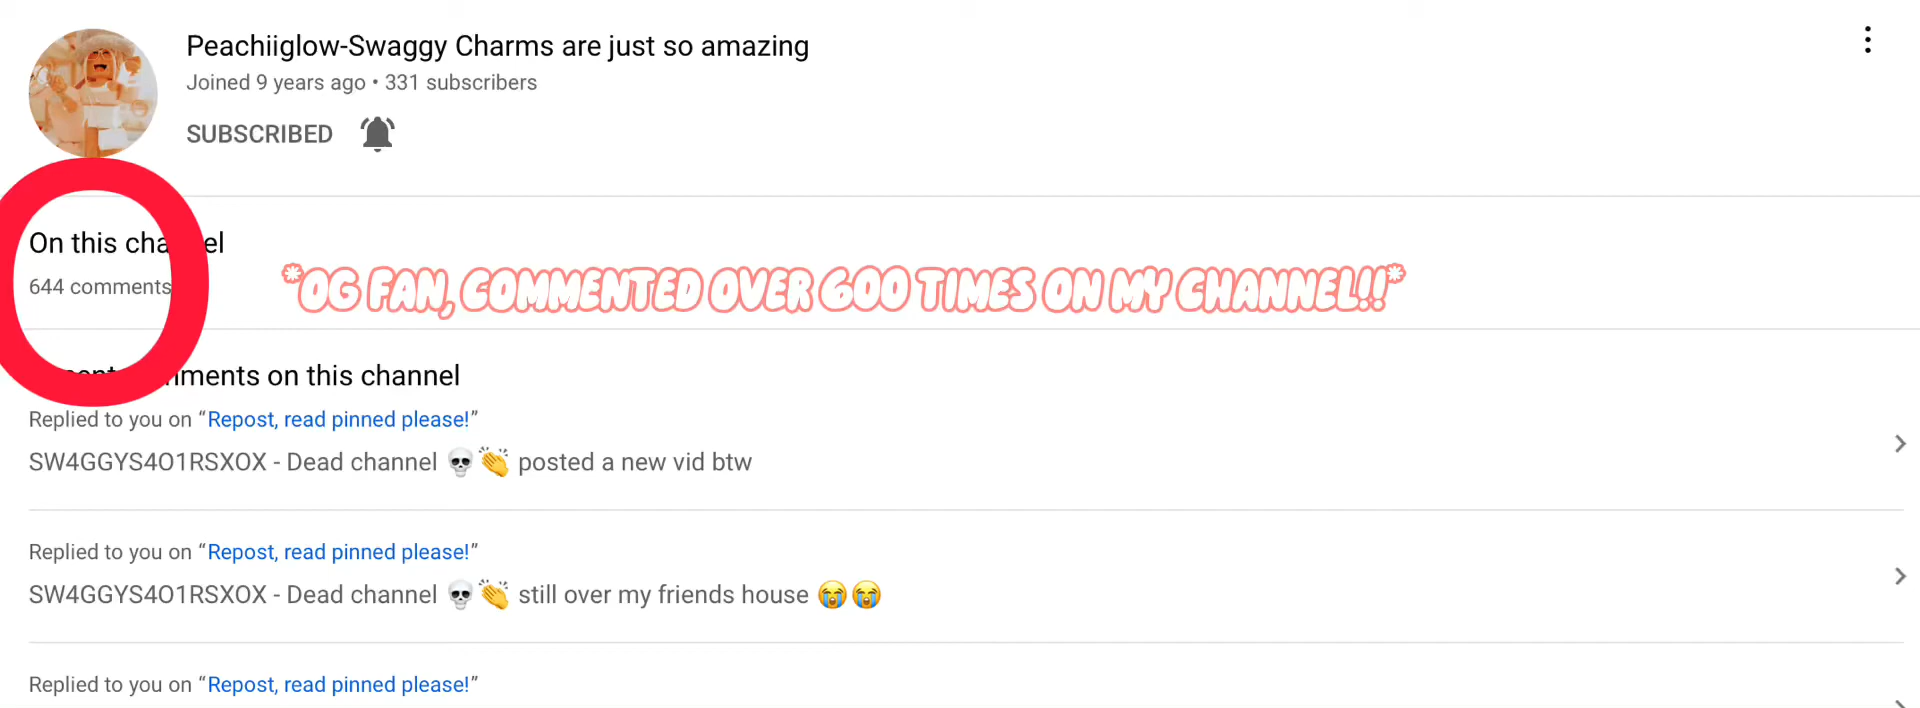 Peachiiglow-Swaggy Charms are just so amazing
Joined 9 years ago • 331 subscribers
SUBSCRIBED
On this channel
644 comments
*OG FAN, COMMENTED OVER 600 TIMES ON MY CHANNEL!!*
comments on this channel
Replied to you on “Repost, read pinned please!”
SW4GGYS4O1RSXOX - Dead channel 💀👏 posted a new vid btw
Replied to you on “Repost, read pinned please!”
SW4GGYS4O1RSXOX - Dead channel 💀👏 still over my friends house 😭😭
Replied to you on “Repost, read pinned please!”